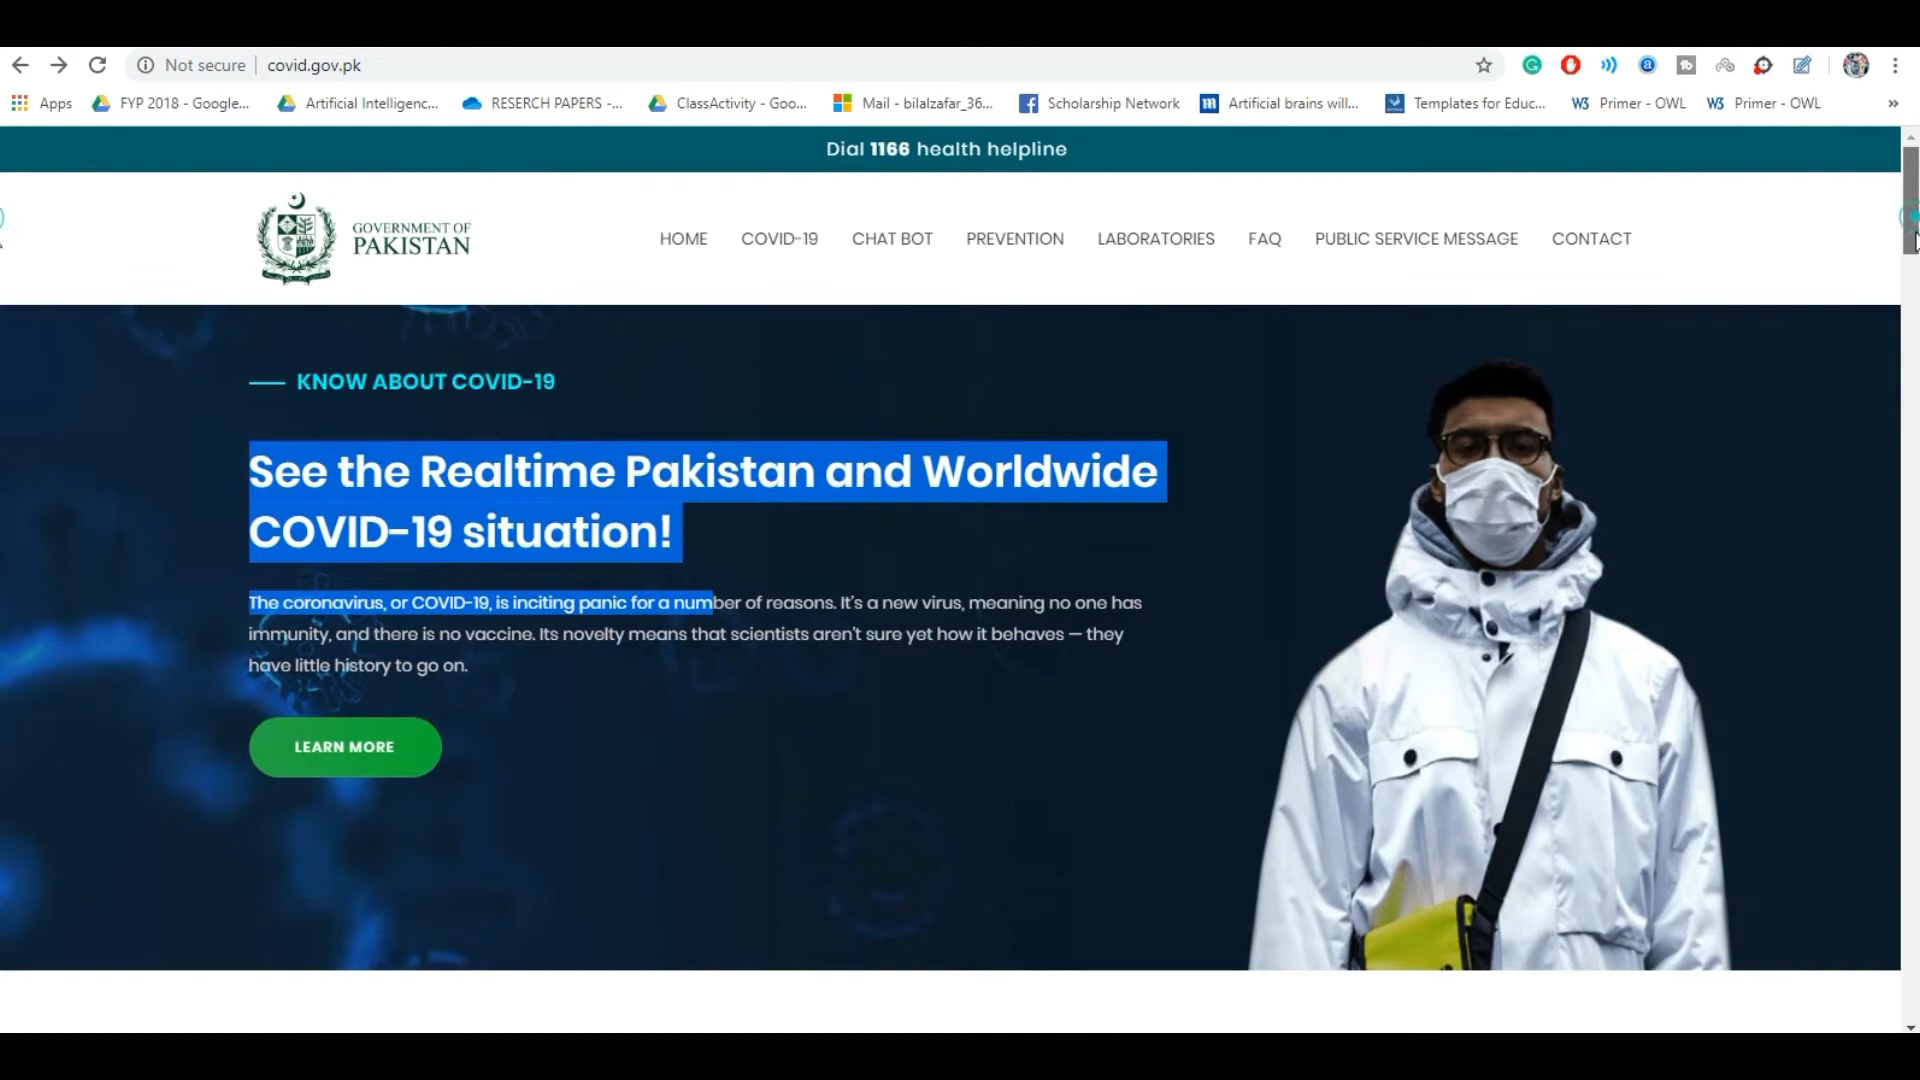 Not secure covid.gov.pk
Apps FYP 2018 - Google... Artificial Intelligenc... RESERCH PAPERS -... ClassActivity - Goo... Mail - bilalzafar_36... Scholarship Network Artificial brains will... Templates for Educ... W3 Primer - OWL W3 Primer - OWL »
Dial 1166 health helpline
GOVERNMENT OF
PAKISTAN
HOME COVID-19 CHAT BOT PREVENTION LABORATORIES FAQ PUBLIC SERVICE MESSAGE CONTACT
KNOW ABOUT COVID-19
See the Realtime Pakistan and Worldwide
COVID-19 situation!
The coronavirus, or COVID-19, is inciting panic for a number of reasons. It's a new virus, meaning no one has
immunity, and there is no vaccine. Its novelty means that scientists aren't sure yet how it behaves — they
have little history to go on.
LEARN MORE